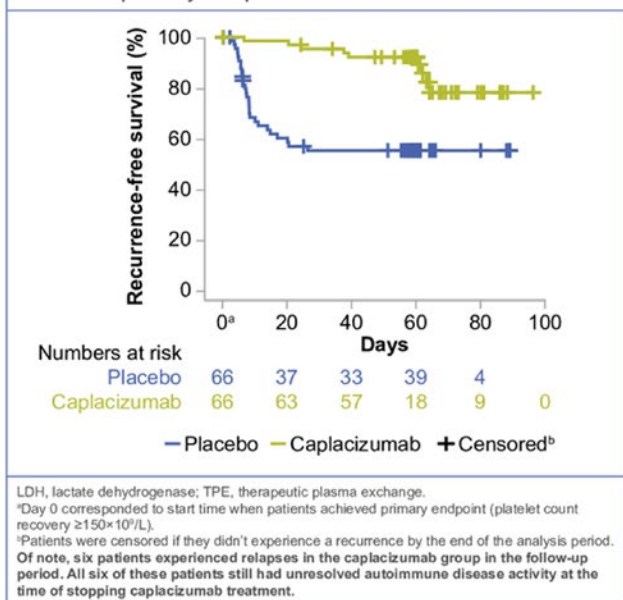 Recurrence-free survival (%)
100
80
60
40
20
0
0ᵃ 20 40 60 80 100
Days
Numbers at risk
Placebo 66 37 33 39 4
Caplacizumab 66 63 57 18 9 0
Placebo Caplacizumab +Censoredᵇ
LDH, lactate dehydrogenase; TPE, therapeutic plasma exchange.
ᵃDay 0 corresponded to start time when patients achieved primary endpoint (platelet count
recovery ≥150×10⁹/L).
ᵇPatients were censored if they didn't experience a recurrence by the end of the analysis period.
Of note, six patients experienced relapses in the caplacizumab group in the follow-up
period. All six of these patients still had unresolved autoimmune disease activity at the
time of stopping caplacizumab treatment.